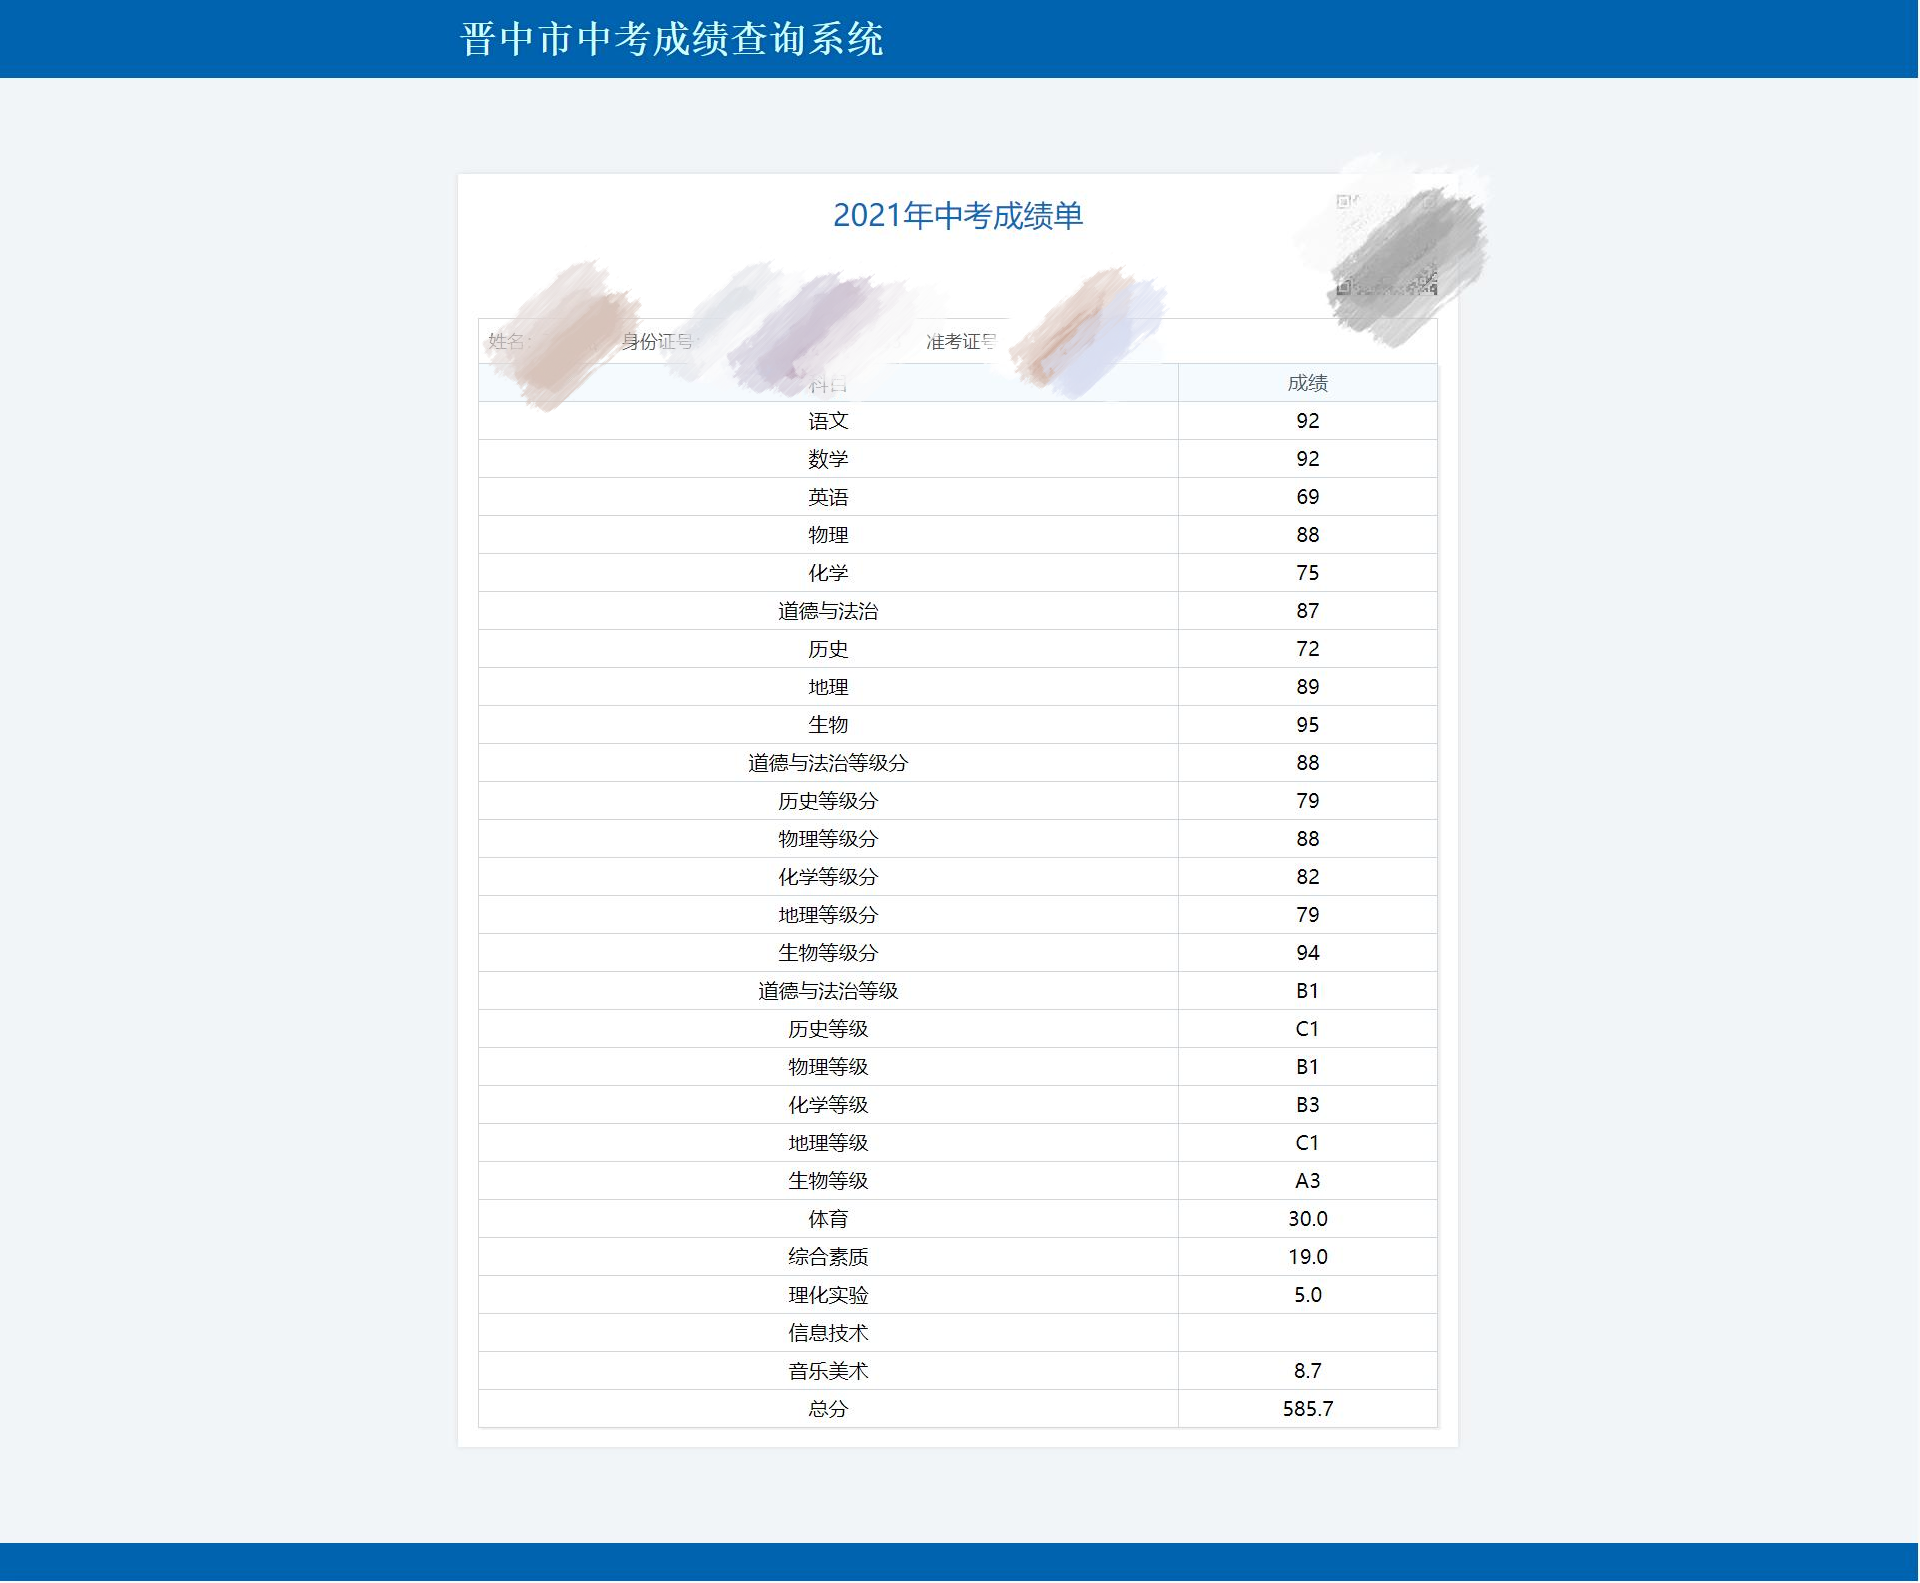 晋中市中考成绩查询系统
2021年中考成绩单
姓名: 身份证号: 准考证号
科目 成绩
语文 92
数学 92
英语 69
物理 88
化学 75
道德与法治 87
历史 72
地理 89
生物 95
道德与法治等级分 88
历史等级分 79
物理等级分 88
化学等级分 82
地理等级分 79
生物等级分 94
道德与法治等级 B1
历史等级 C1
物理等级 B1
化学等级 B3
地理等级 C1
生物等级 A3
体育 30.0
综合素质 19.0
理化实验 5.0
信息技术
音乐美术 8.7
总分 585.7